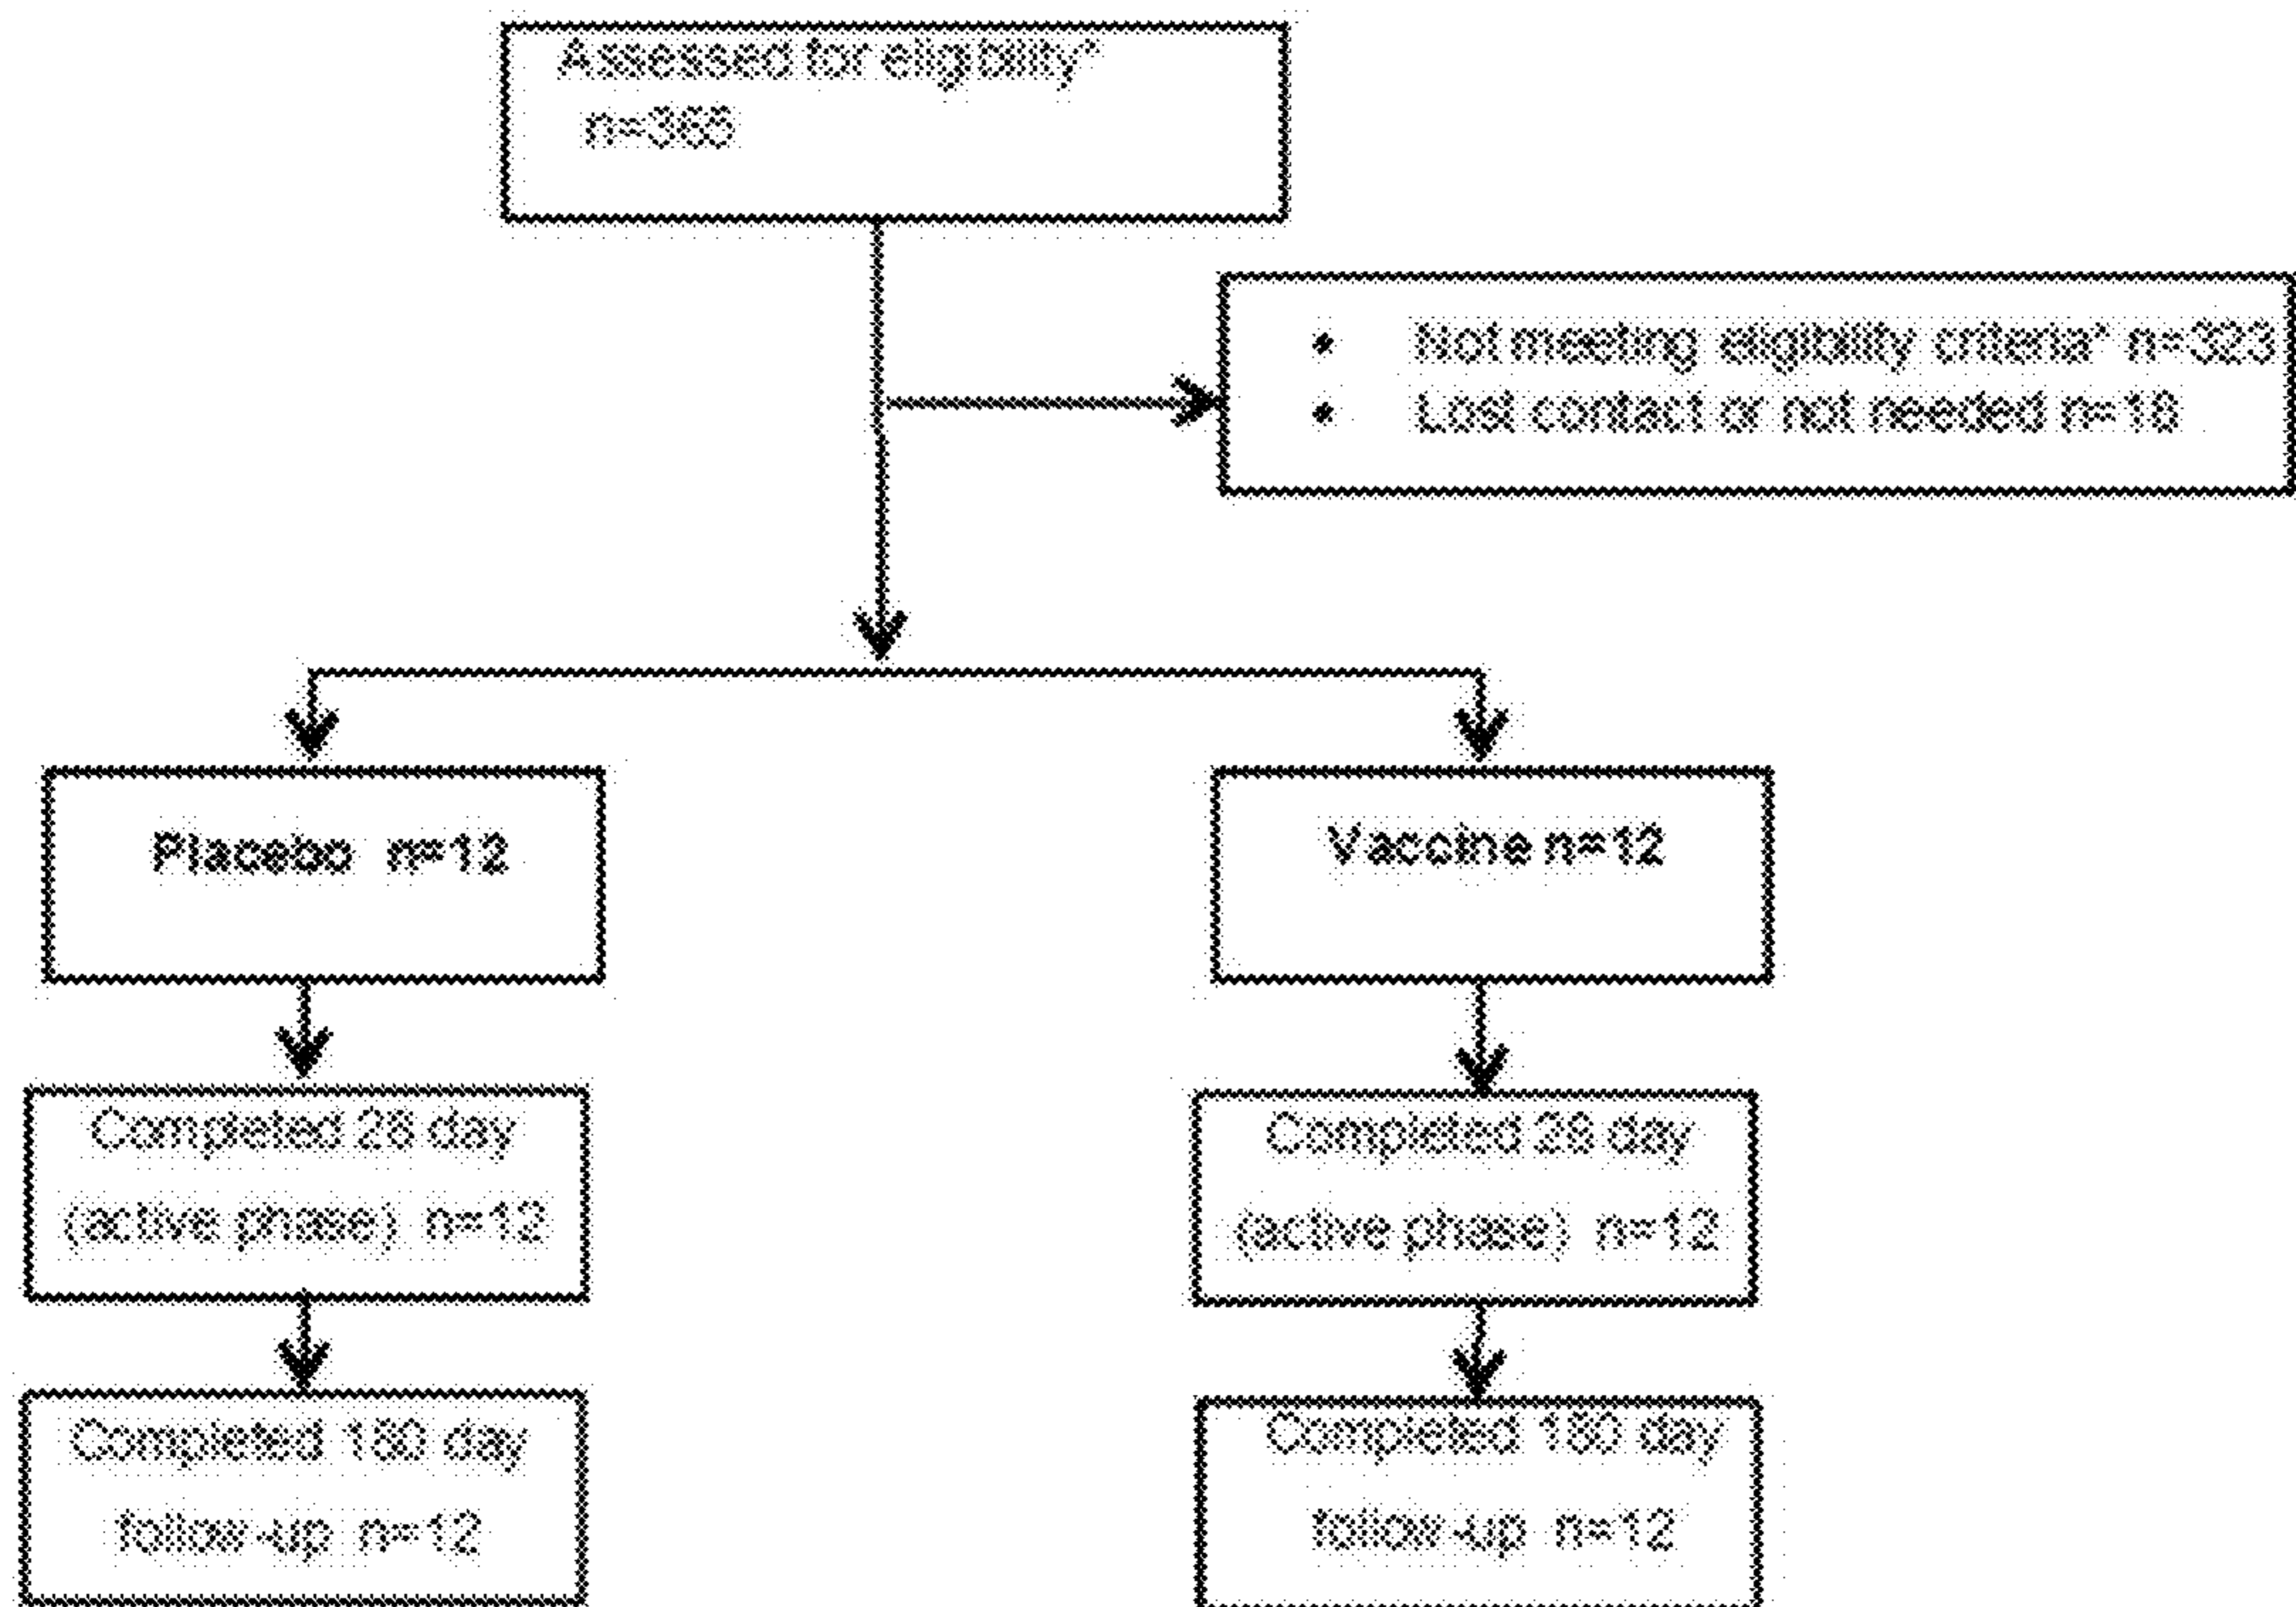 Assessed for eligibility*
n=365
• Not meeting eligibility criteria* n=323
• Lost contact or not needed n=18
Placebo n=12
Vaccine n=12
Completed 28 day
(active phase) n=12
Completed 28 day
(active phase) n=12
Completed 180 day
follow-up n=12
Completed 180 day
follow-up n=12